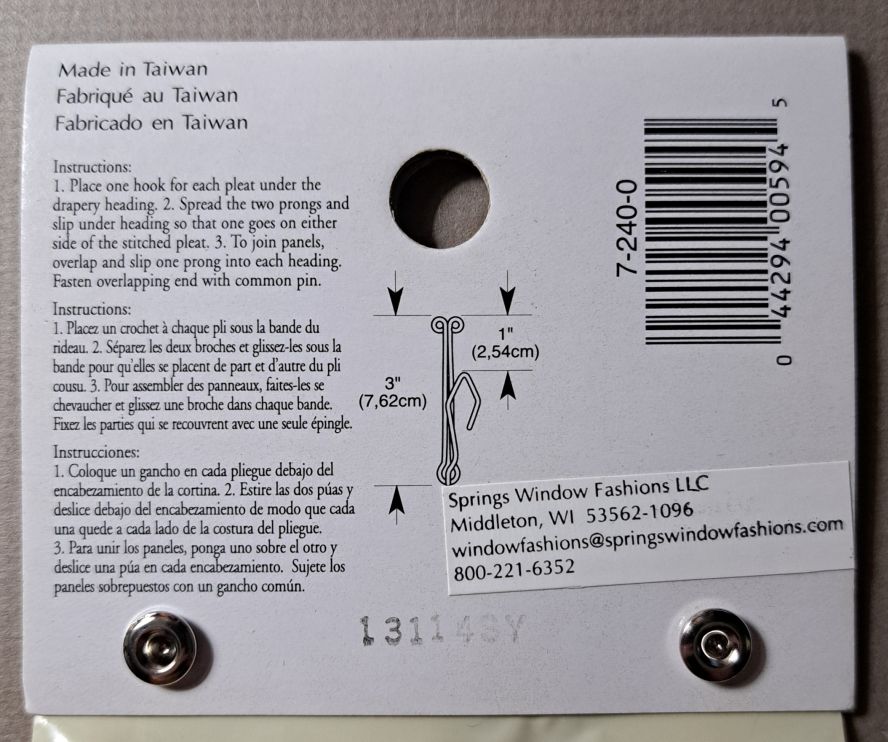 Made in Taiwan
Fabriqué au Taiwan
Fabricado en Taiwan
Instructions:
1. Place one hook for each pleat under the
drapery heading. 2. Spread the two prongs and
slip under heading so that one goes on either
side of the stitched pleat. 3. To join panels,
overlap and slip one prong into each heading.
Fasten overlapping end with common pin.
Instructions:
1. Placez un crochet à chaque pli sous la bande du
rideau. 2. Séparez les deux broches et glissez-les sous la
bande pour qu'elles se placent de part et d'autre du pli
cousu. 3. Pour assembler des panneaux, faites-les se
chevaucher et glissez une broche dans chaque bande.
Fixez les parties qui se recouvrent avec une seule épingle.
Instrucciones:
1. Coloque un gancho en cada pliegue debajo del
encabezamiento de la cortina. 2. Estire las dos púas y
deslice debajo del encabezamiento de modo que cada
una quede a cada lado de la costura del pliegue.
3. Para unir los paneles, ponga uno sobre el otro y
deslice una púa en cada encabezamiento. Sujete los
paneles sobrepuestos con un gancho común.
3"
(7,62cm)
1"
(2,54cm)
7-240-0
0 44294 00594 5
Springs Window Fashions LLC
Middleton, WI 53562-1096
windowfashions@springswindowfashions.com
800-221-6352
13114SY